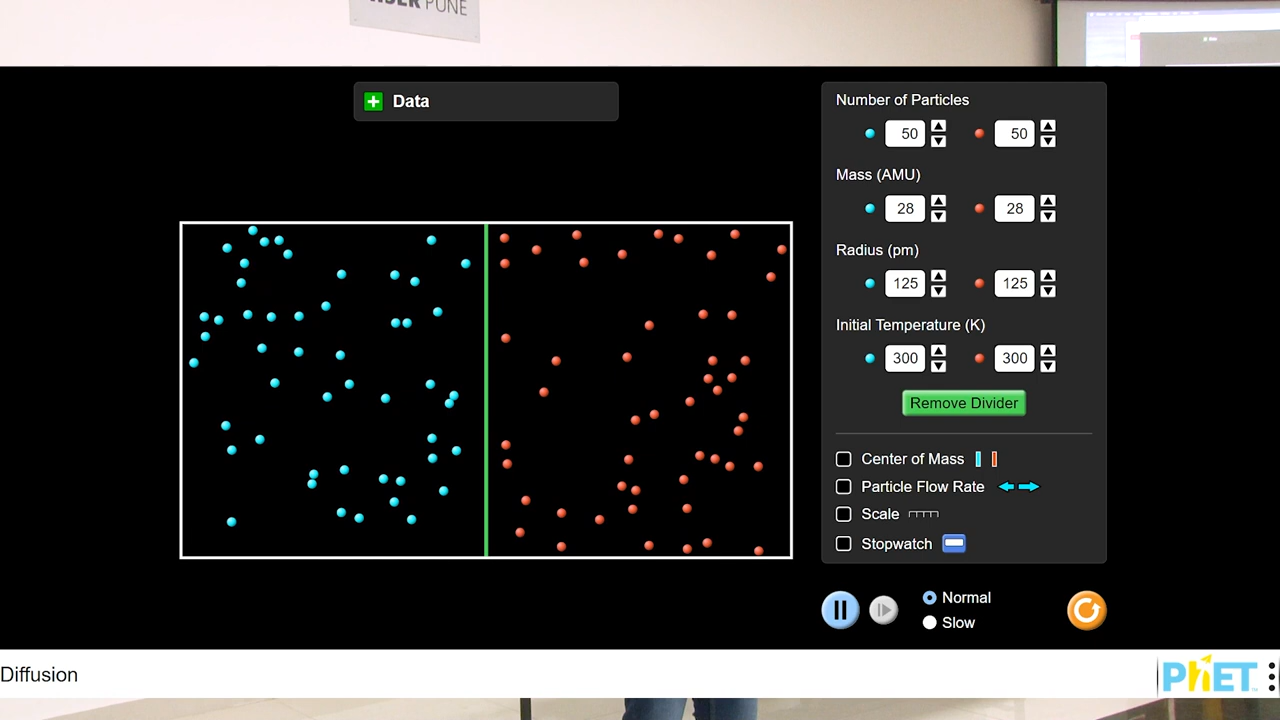 PUNE
Data
Number of Particles
50 50
Mass (AMU)
28 28
Radius (pm)
125 125
Initial Temperature (K)
300 300
Remove Divider
Center of Mass
Particle Flow Rate
Scale
Stopwatch
Normal
Slow
Diffusion
PhET